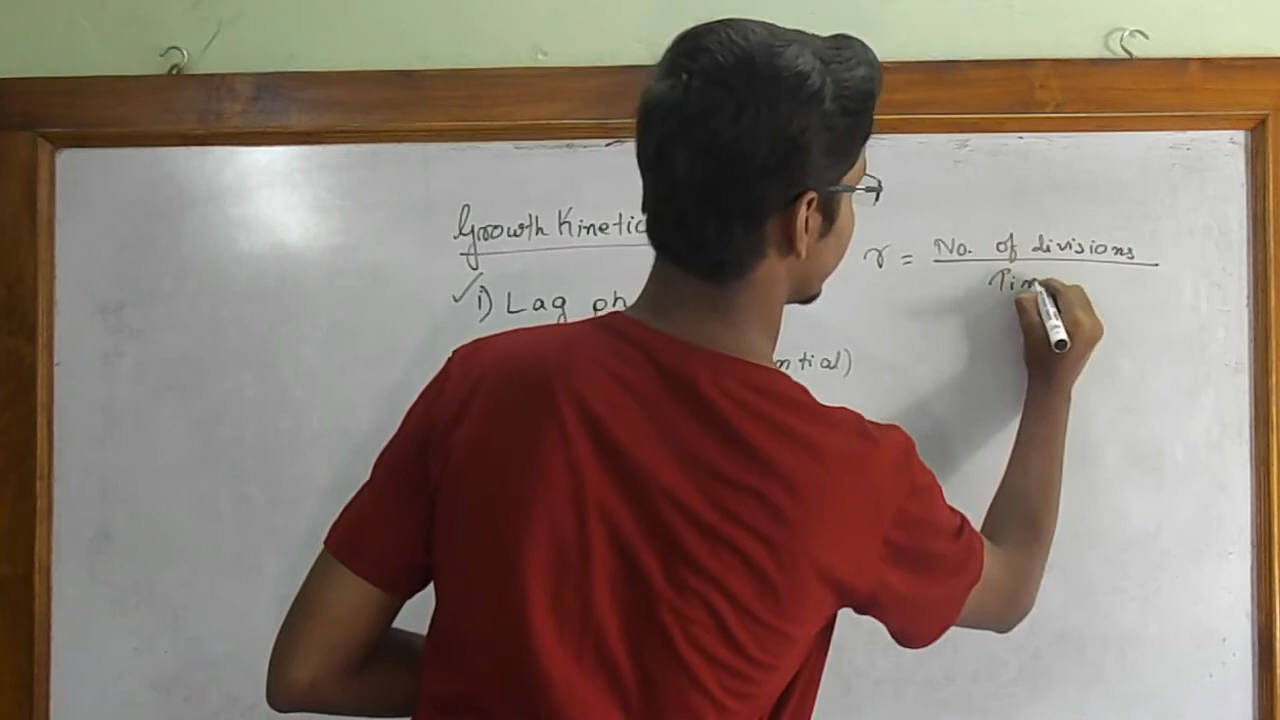 Growth Kinetic
✓ i) Lag ph
ntial)
r = No. of divisions
Tim